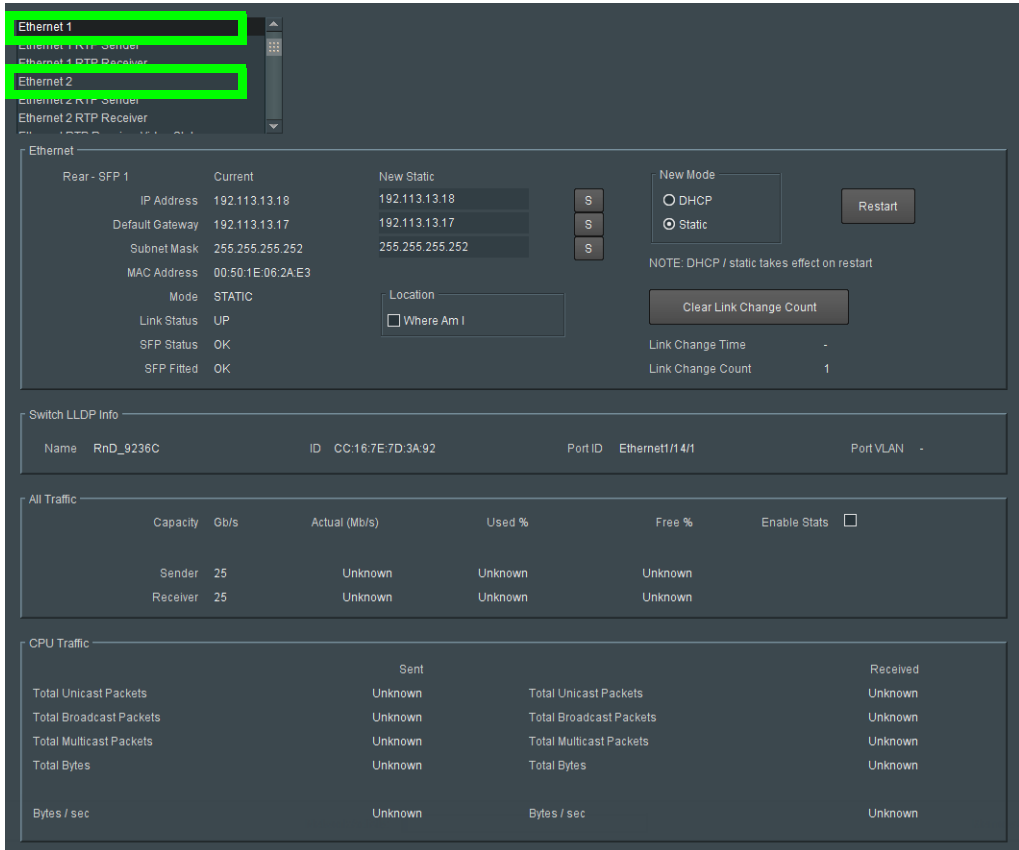 Ethernet 1
Ethernet 1 RTP Sender
Ethernet 1 RTP Receiver
Ethernet 2
Ethernet 2 RTP Sender
Ethernet 2 RTP Receiver
Ethernet
Rear - SFP 1 Current New Static New Mode
IP Address 192.113.13.18 192.113.13.18 S DHCP Restart
Default Gateway 192.113.13.17 192.113.13.17 S Static
Subnet Mask 255.255.255.252 255.255.255.252 S
MAC Address 00:50:1E:06:2A:E3 NOTE: DHCP / static takes effect on restart
Mode STATIC Location Clear Link Change Count
Link Status UP Where Am I
SFP Status OK Link Change Time -
SFP Fitted OK Link Change Count 1
Switch LLDP Info
Name RnD_9236C ID CC:16:7E:7D:3A:92 Port ID Ethernet1/14/1 Port VLAN -
All Traffic
Capacity Gb/s Actual (Mb/s) Used % Free % Enable Stats
Sender 25 Unknown Unknown Unknown
Receiver 25 Unknown Unknown Unknown
CPU Traffic
Sent Received
Total Unicast Packets Unknown Total Unicast Packets Unknown
Total Broadcast Packets Unknown Total Broadcast Packets Unknown
Total Multicast Packets Unknown Total Multicast Packets Unknown
Total Bytes Unknown Total Bytes Unknown
Bytes / sec Unknown Bytes / sec Unknown